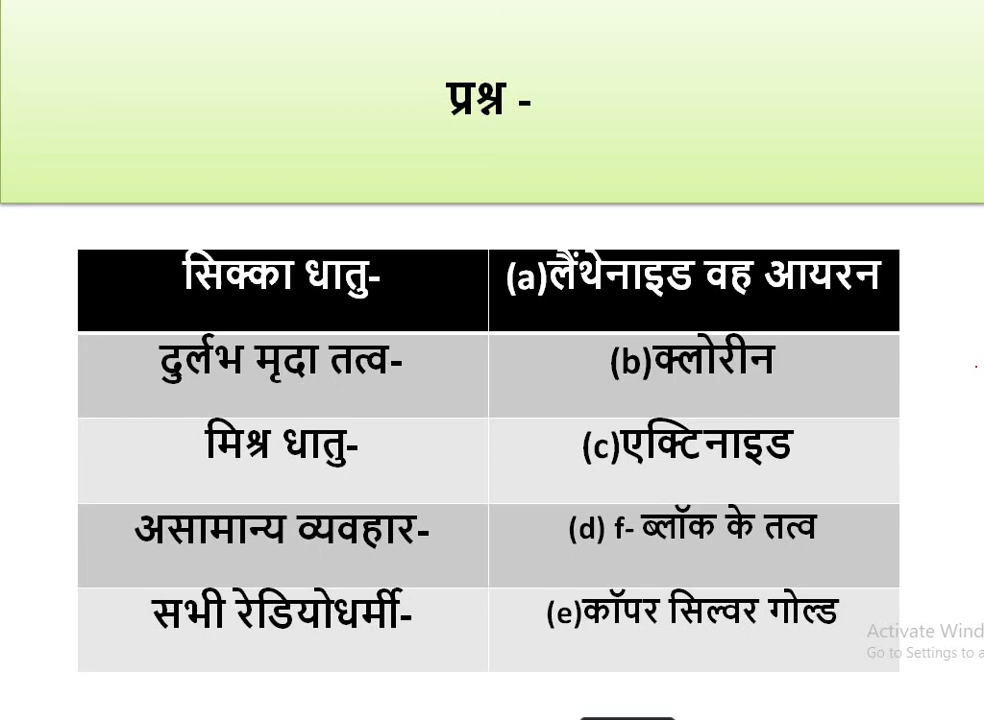 प्रश्न -
सिक्का धातु- (a)लैंथेनाइड वह आयरन
दुर्लभ मृदा तत्व- (b)क्लोरीन
मिश्र धातु- (c)एक्टिनाइड
असामान्य व्यवहार- (d) f- ब्लॉक के तत्व
सभी रेडियोधर्मी- (e)कॉपर सिल्वर गोल्ड
Activate Wind
Go to Settings to a